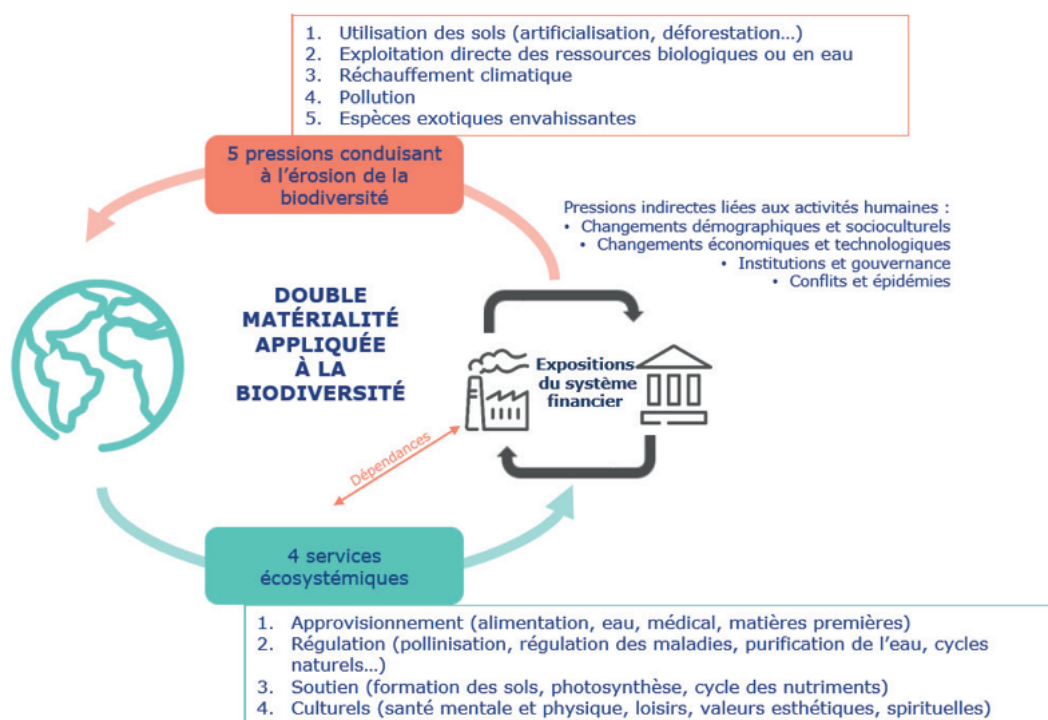 1. Utilisation des sols (artificialisation, déforestation…)
2. Exploitation directe des ressources biologiques ou en eau
3. Réchauffement climatique
4. Pollution
5. Espèces exotiques envahissantes
5 pressions conduisant
à l’érosion de la
biodiversité
Pressions indirectes liées aux activités humaines :
• Changements démographiques et socioculturels
• Changements économiques et technologiques
• Institutions et gouvernance
• Conflits et épidémies
DOUBLE
MATÉRIALITÉ
APPLIQUÉE
À LA
BIODIVERSITÉ
Expositions
du système
financier
Dépendances
4 services
écosystémiques
1. Approvisionnement (alimentation, eau, médical, matières premières)
2. Régulation (pollinisation, régulation des maladies, purification de l’eau, cycles
naturels…)
3. Soutien (formation des sols, photosynthèse, cycle des nutriments)
4. Culturels (santé mentale et physique, loisirs, valeurs esthétiques, spirituelles)